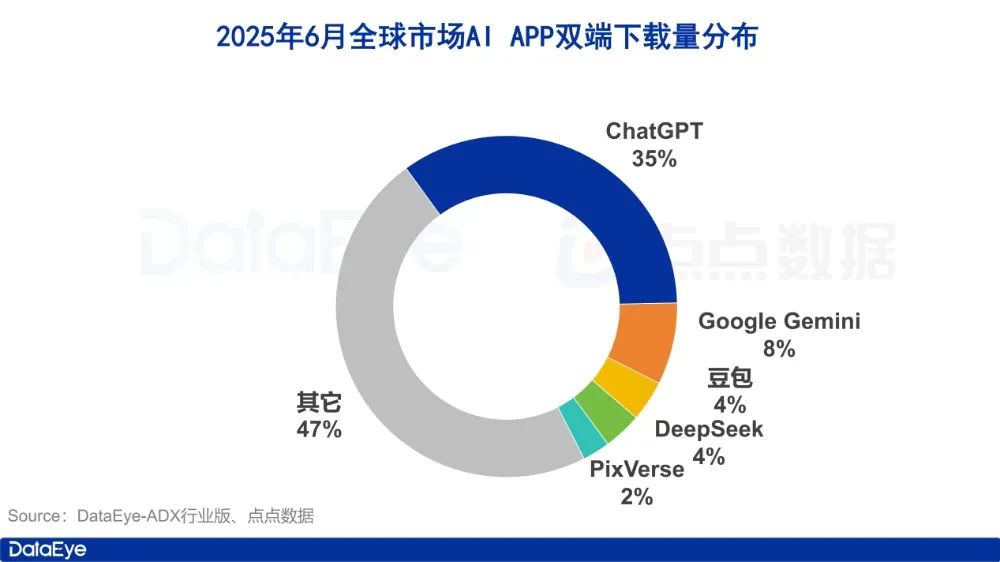 2025年6月全球市场AI APP双端下载量分布
ChatGPT
35%
DataEye
点点数据
Google Gemini
8%
豆包
4%
其它
47%
DeepSeek
4%
PixVerse
2%
Source：DataEye-ADX行业版、点点数据
DataEye